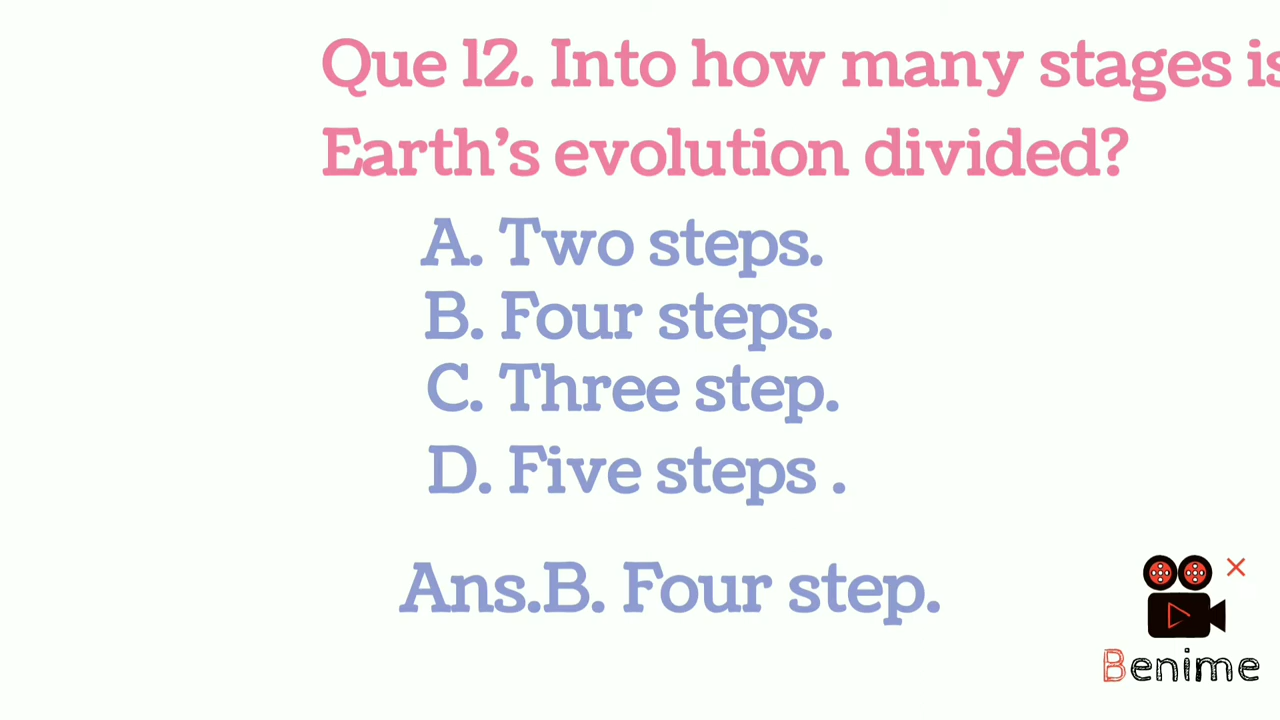 Que 12. Into how many stages is
Earth's evolution divided?
A. Two steps.
B. Four steps.
C. Three step.
D. Five steps .
Ans.B. Four step.
Benime